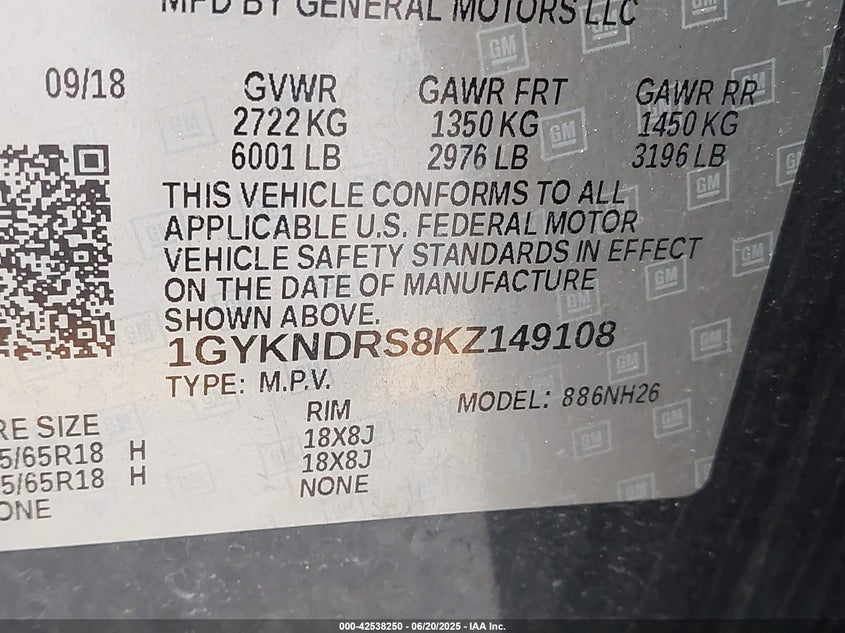 MFD BY GENERAL MOTORS LLC
09/18 GVWR GAWR FRT GAWR RR
2722 KG 1350 KG 1450 KG
6001 LB 2976 LB 3196 LB
THIS VEHICLE CONFORMS TO ALL
APPLICABLE U.S. FEDERAL MOTOR
VEHICLE SAFETY STANDARDS IN EFFECT
ON THE DATE OF MANUFACTURE
SHOWN ABOVE.
1GYKNDRS8KZ149108
TYPE: M.P.V. MODEL: 886NH26
RE SIZE RIM
5/65R18 H 18X8J
5/65R18 H 18X8J
ONE NONE
000-42538250 - 06/20/2025 - IAA Inc.